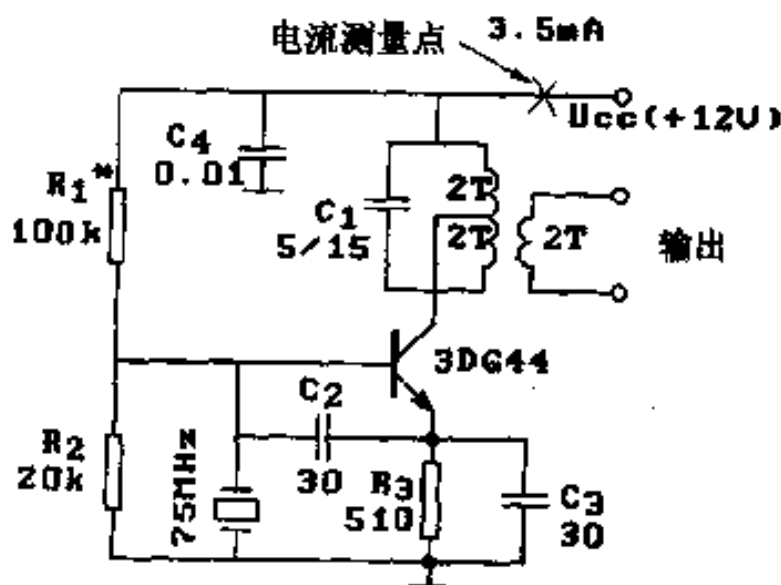 电流测量点
3.5mA
Ucc(+12V)
C4
0.01
R1*
100k
C1
5/15
2T
2T
2T
输出
3DG44
C2
30
R2
20k
75MHz
R3
510
C3
30